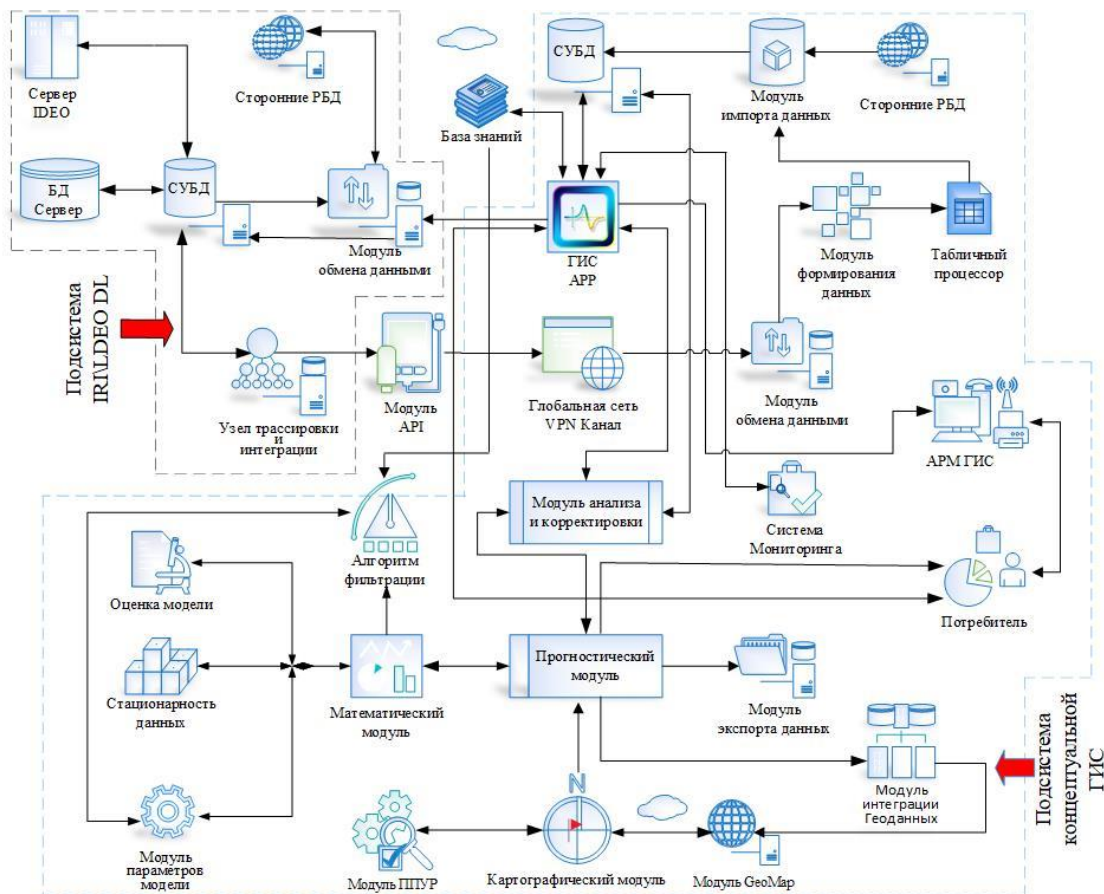 Сервер
IDEO
Сторонние РБД
БД
Сервер
СУБД
Модуль
обмена данными
Подсистема
IRI\LDEO DL
Узел трассировки
и
интеграции
Модуль
API
База знаний
СУБД
Модуль
импорта данных
Сторонние РБД
ГИС
APP
Модуль
формирования
данных
Табличный
процессор
Глобальная сеть
VPN Канал
Модуль
обмена данными
АРМ ГИС
Модуль анализа
и корректировки
Система
Мониторинга
Алгоритм
фильтрации
Оценка модели
Потребитель
Стационарность
данных
Математический
модуль
Прогностический
модуль
Модуль
экспорта данных
Модуль
интеграции
Геоданных
Подсистема
концептуальной
ГИС
Модуль
параметров
модели
Модуль ППУР
N
Картографический модуль
Модуль GeoMap